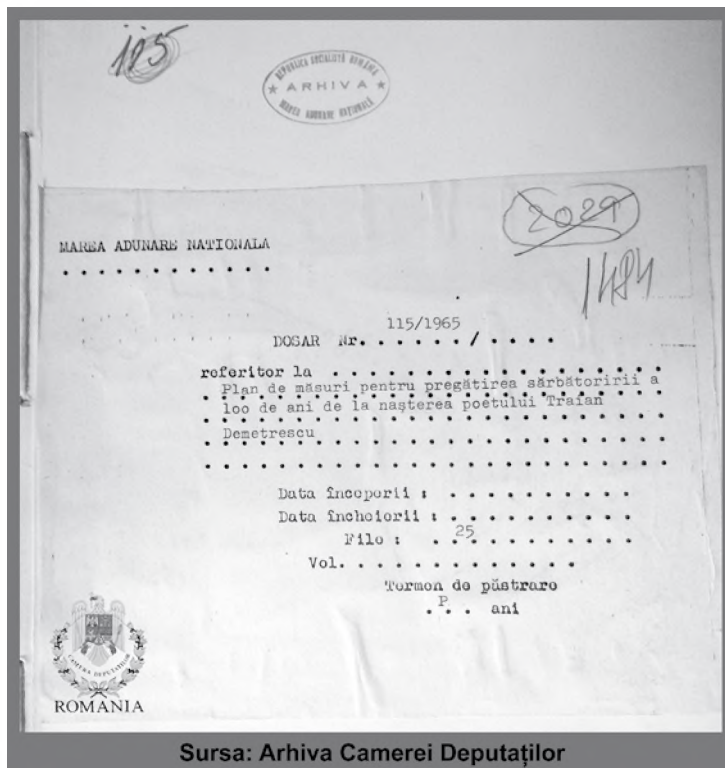 115
REPUBLICA SOCIALISTĂ ROMÂNIA
★ ARHIVA ★
MAREA ADUNARE NAȚIONALĂ
2029
MAREA ADUNARE NATIONALA
. . . . . . . . . . . .
1484
115/1965
DOSAR Nr. . . . . . / . . . .
referitor la . . . . . . . . . . . . . . . . . .
Plan de măsuri pentru pregătirea sărbătoririi a
loo de ani de la nașterea poetului Traian
Demetrescu
Data începerii : . . . . . . . . . .
Data încheierii : . . . . . . . . . .
File : . 25 . . . . . . . . .
Vol. . . . . . . . . . . . .
Termen de păstrare
. P . . ani
CAMERA DEPUTAȚILOR
ROMANIA
Sursa: Arhiva Camerei Deputaților